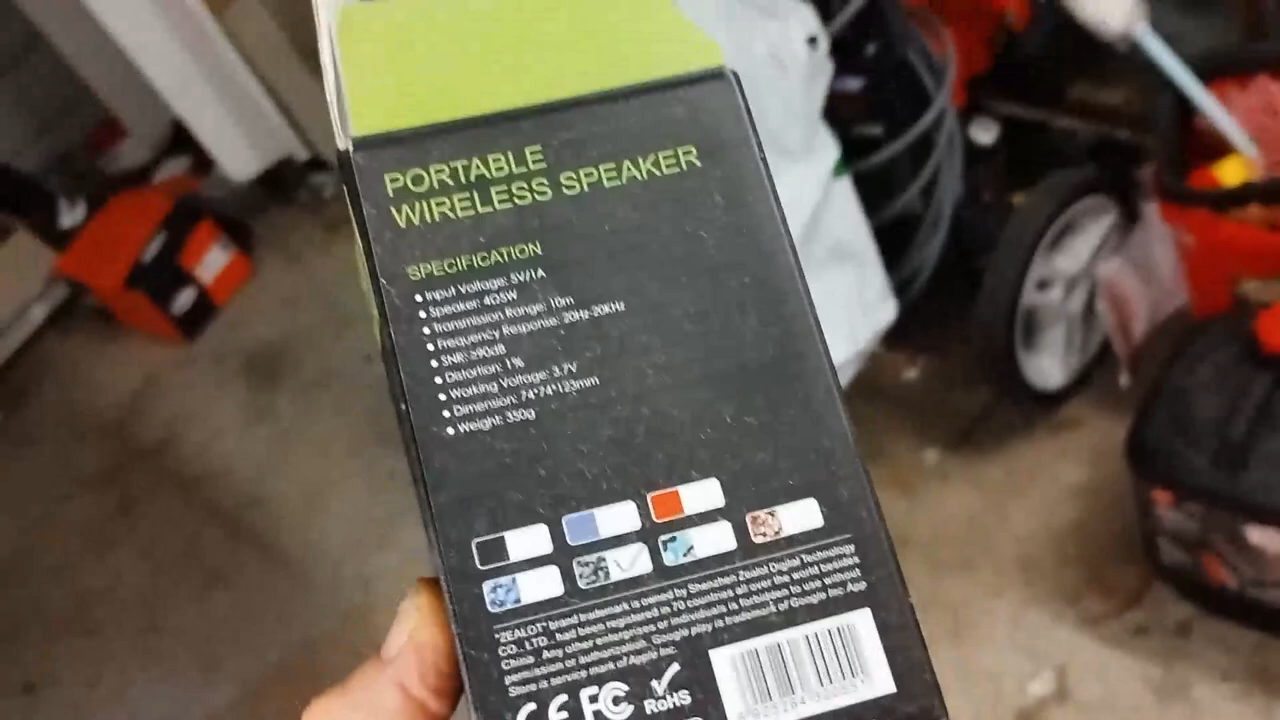 PORTABLE
WIRELESS SPEAKER
SPECIFICATION
Input Voltage: 5V/1A
Speaker: 4Ω5W
Transmission Range: 10m
Frequency Response: 20Hz-20KHz
SNR: ≥90dB
Distortion: 1%
Working Voltage: 3.7V
Dimension: 74*74*123mm
Weight: 350g
"ZEALOT" brand trademark is owned by Shenzhen Zealot Digital Technology
CO., LTD., had been registered in 70 countries all over the world besides
China . Any other enterprises or individuals is forbidden to use without
permission or authorization. Google play is trademark of Google Inc App
Store is service mark of Apple Inc.
CE FC RoHS